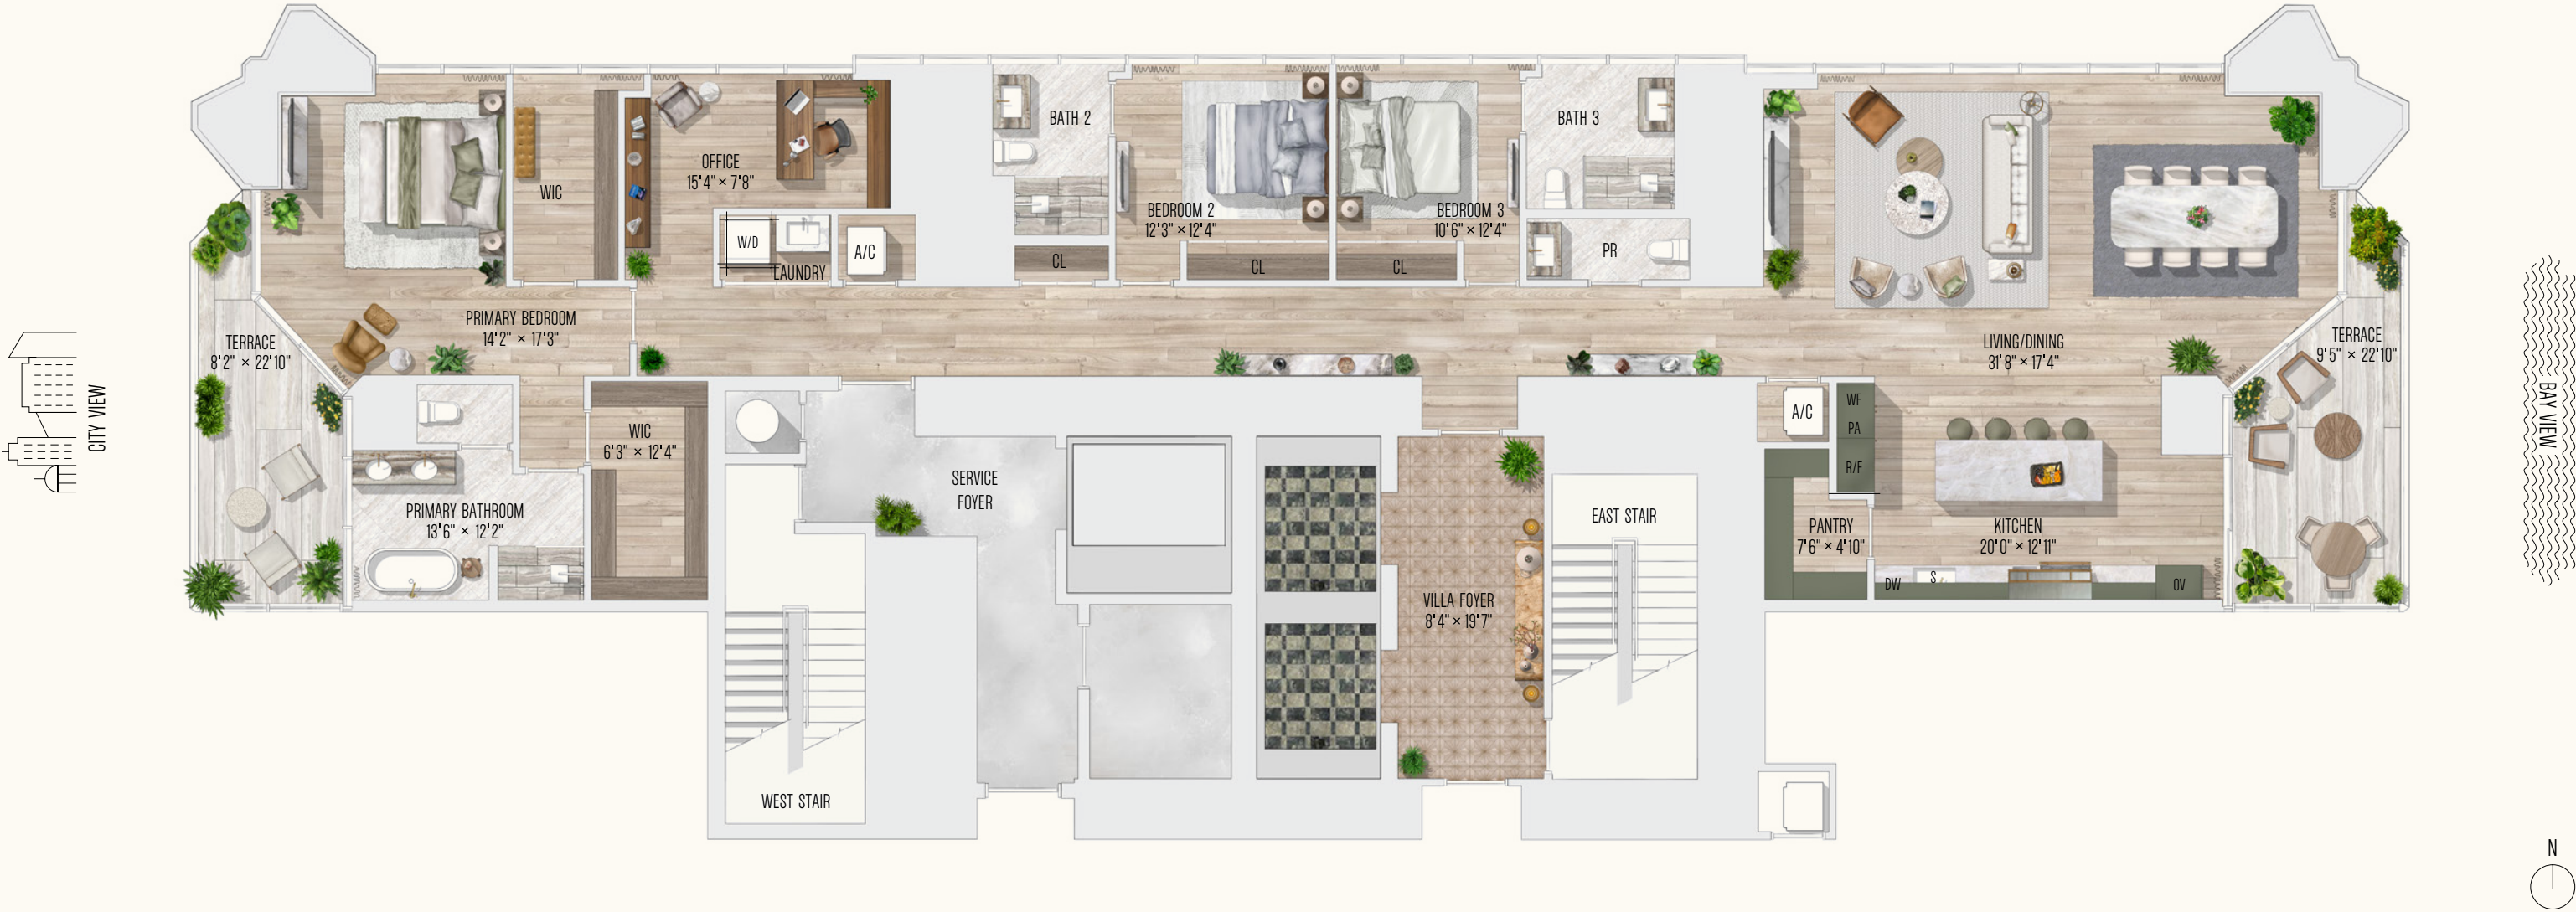 CITY VIEW
TERRACE
8'2" × 22'10"
PRIMARY BEDROOM
14'2" × 17'3"
WIC
OFFICE
15'4" × 7'8"
W/D
LAUNDRY
A/C
BATH 2
CL
BEDROOM 2
12'3" × 12'4"
CL
BEDROOM 3
10'6" × 12'4"
CL
BATH 3
PR
LIVING/DINING
31'8" × 17'4"
TERRACE
9'5" × 22'10"
BAY VIEW
PRIMARY BATHROOM
13'6" × 12'2"
WIC
6'3" × 12'4"
SERVICE
FOYER
WEST STAIR
VILLA FOYER
8'4" × 19'7"
EAST STAIR
A/C
WF
PA
R/F
PANTRY
7'6" × 4'10"
KITCHEN
20'0" × 12'11"
DW
S
OV
N